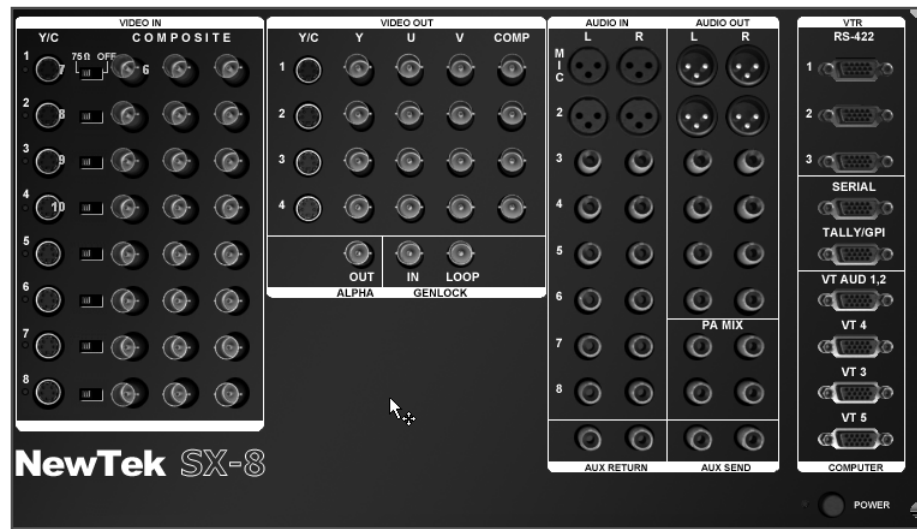 VIDEO IN
Y/C COMPOSITE
75Ω OFF
1 7 6
2 8
3 9
4 10
5
6
7
8
VIDEO OUT
Y/C Y U V COMP
1
2
3
4
OUT IN LOOP
ALPHA GENLOCK
AUDIO IN AUDIO OUT
L R L R
MIC
2
3
4
5
6
7
8
PA MIX
AUX RETURN AUX SEND
VTR
RS-422
1
2
3
SERIAL
TALLY/GPI
VT AUD 1,2
VT 4
VT 3
VT 5
COMPUTER
POWER
NewTek SX-8